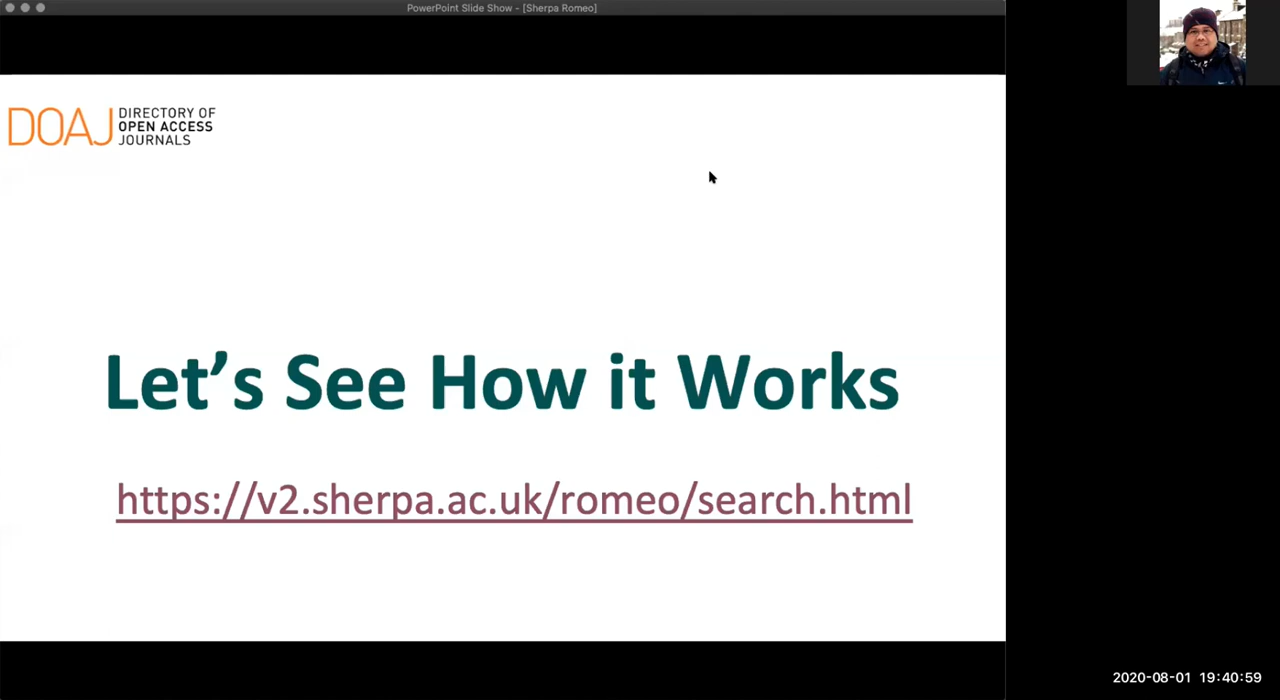 PowerPoint Slide Show - [Sherpa Romeo]
DOAJ
DIRECTORY OF
OPEN ACCESS
JOURNALS
Let’s See How it Works
https://v2.sherpa.ac.uk/romeo/search.html
2020-08-01 19:40:59